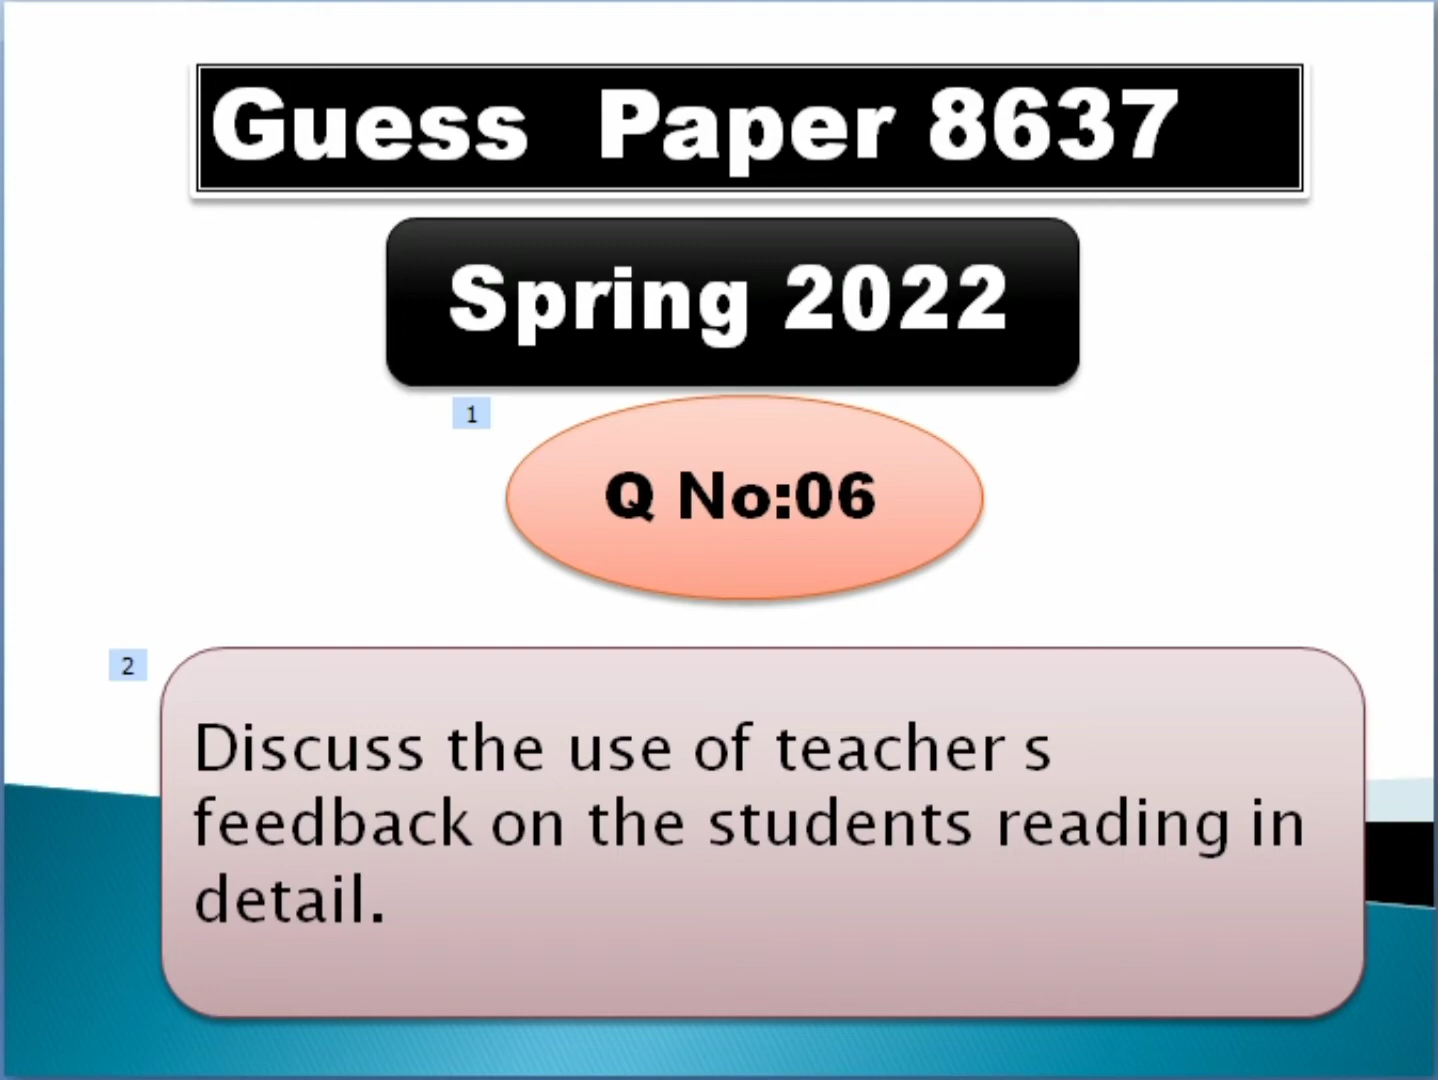 Guess Paper 8637
Spring 2022
1
Q No:06
2
Discuss the use of teacher s
feedback on the students reading in
detail.